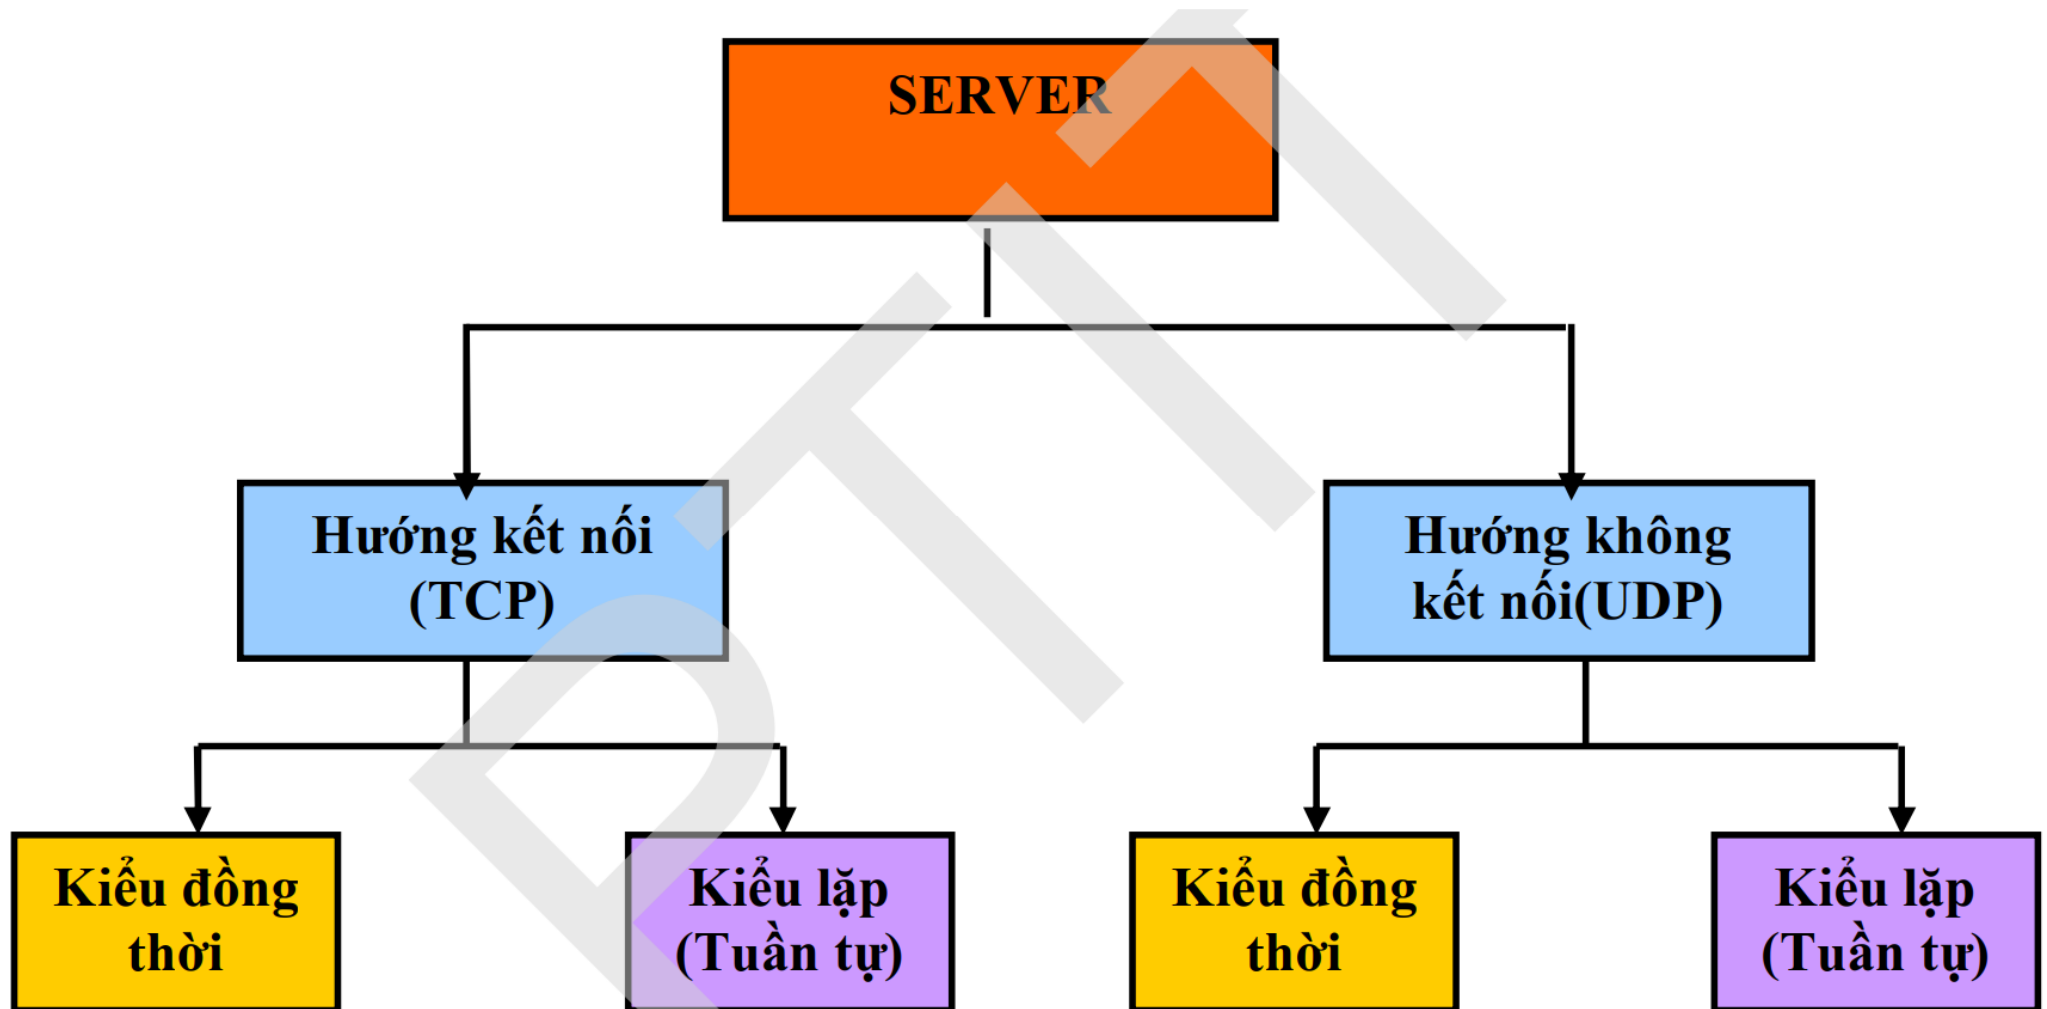 SERVER
Hướng kết nối
(TCP)
Hướng không
kết nối(UDP)
Kiểu đồng
thời
Kiểu lặp
(Tuần tự)
Kiểu đồng
thời
Kiểu lặp
(Tuần tự)
PTIT